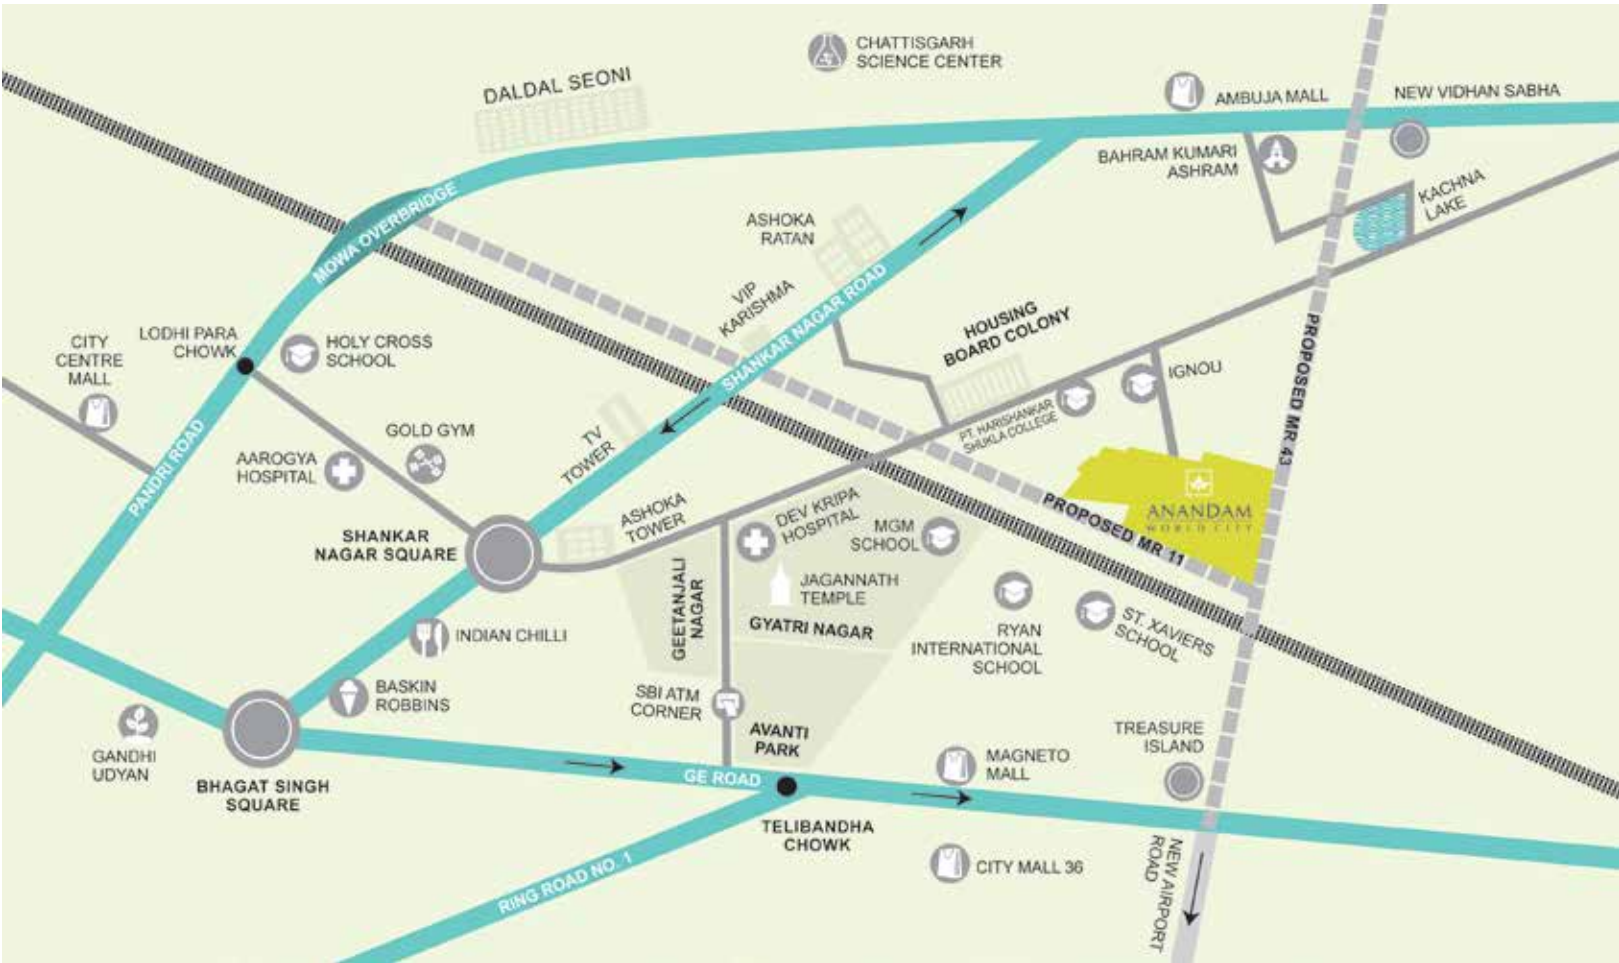 CHATTISGARH
SCIENCE CENTER
DALDAL SEONI
AMBUJA MALL
NEW VIDHAN SABHA
BAHRAM KUMARI
ASHRAM
KACHNA
LAKE
MOWA OVERBRIDGE
ASHOKA
RATAN
VIP
KARISHMA
SHANKAR NAGAR ROAD
HOUSING
BOARD COLONY
PROPOSED MR 43
LODHI PARA
CHOWK
HOLY CROSS
SCHOOL
CITY
CENTRE
MALL
IGNOU
PT. HARISHANKAR
SHUKLA COLLEGE
PANDRI ROAD
GOLD GYM
TV
TOWER
AAROGYA
HOSPITAL
ANANDAM
WORLD CITY
PROPOSED MR 11
ASHOKA
TOWER
DEV KRIPA
HOSPITAL
MGM
SCHOOL
SHANKAR
NAGAR SQUARE
JAGANNATH
TEMPLE
GEETANJALI
NAGAR
GYATRI NAGAR
INDIAN CHILLI
RYAN
INTERNATIONAL
SCHOOL
ST. XAVIERS
SCHOOL
BASKIN
ROBBINS
SBI ATM
CORNER
AVANTI
PARK
GANDHI
UDYAN
BHAGAT SINGH
SQUARE
GE ROAD
MAGNETO
MALL
TREASURE
ISLAND
TELIBANDHA
CHOWK
RING ROAD NO. 1
CITY MALL 36
NEW AIRPORT
ROAD